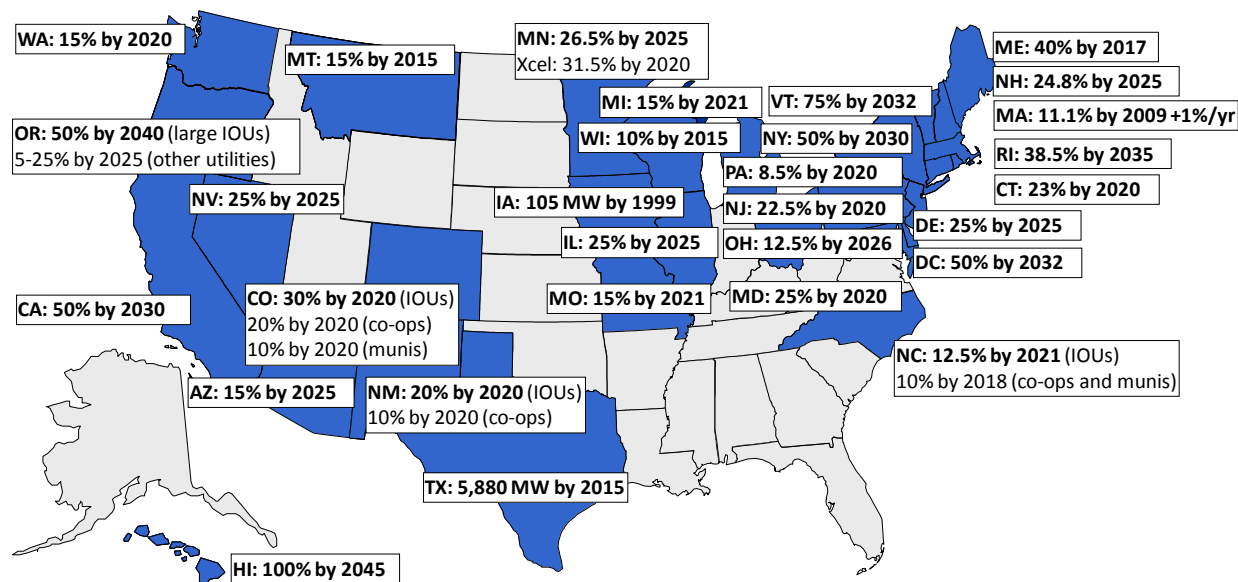 WA: 15% by 2020
MT: 15% by 2015
MN: 26.5% by 2025
Xcel: 31.5% by 2020
ME: 40% by 2017
NH: 24.8% by 2025
MA: 11.1% by 2009 +1%/yr
RI: 38.5% by 2035
CT: 23% by 2020
MI: 15% by 2021
VT: 75% by 2032
WI: 10% by 2015
NY: 50% by 2030
OR: 50% by 2040 (large IOUs)
5-25% by 2025 (other utilities)
PA: 8.5% by 2020
NV: 25% by 2025
IA: 105 MW by 1999
NJ: 22.5% by 2020
DE: 25% by 2025
IL: 25% by 2025
OH: 12.5% by 2026
DC: 50% by 2032
CA: 50% by 2030
CO: 30% by 2020 (IOUs)
20% by 2020 (co-ops)
10% by 2020 (munis)
MO: 15% by 2021
MD: 25% by 2020
NC: 12.5% by 2021 (IOUs)
10% by 2018 (co-ops and munis)
AZ: 15% by 2025
NM: 20% by 2020 (IOUs)
10% by 2020 (co-ops)
TX: 5,880 MW by 2015
HI: 100% by 2045